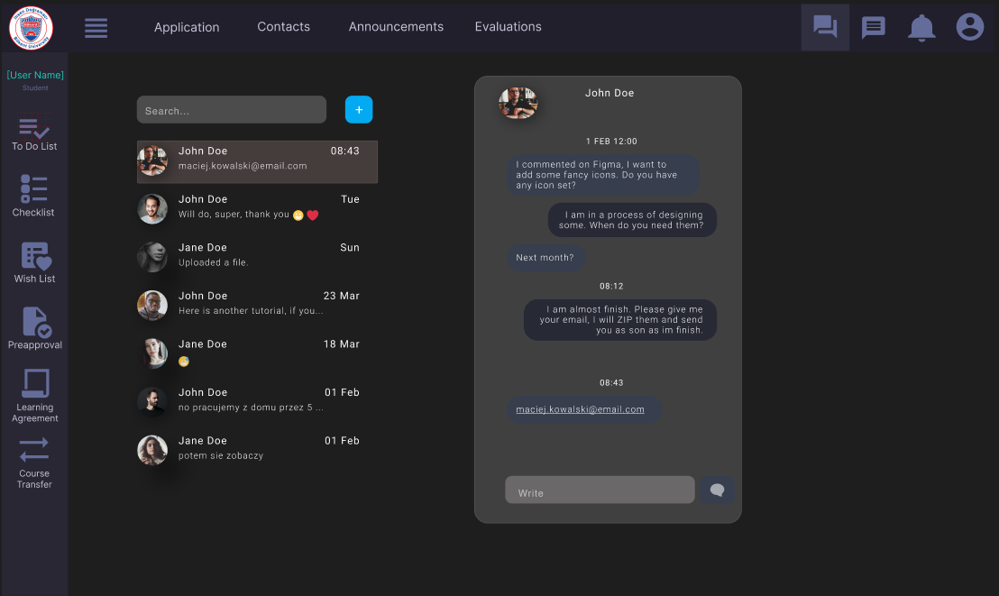 İhsan Doğramacı
Bilkent University
Application
Contacts
Announcements
Evaluations
[User Name]
Student
To Do List
Checklist
Wish List
Preapproval
Learning
Agreement
Course
Transfer
Search...
+
John Doe 08:43
maciej.kowalski@email.com
John Doe Tue
Will do, super, thank you 😁❤️
Jane Doe Sun
Uploaded a file.
John Doe 23 Mar
Here is another tutorial, if you...
Jane Doe 18 Mar
😅
John Doe 01 Feb
no pracujemy z domu przez 5 ...
Jane Doe 01 Feb
potem sie zobaczy
John Doe
1 FEB 12:00
I commented on Figma, I want to
add some fancy icons. Do you have
any icon set?
I am in a process of designing
some. When do you need them?
Next month?
08:12
I am almost finish. Please give me
your email, I will ZIP them and send
you as son as im finish.
08:43
maciej.kowalski@email.com
Write